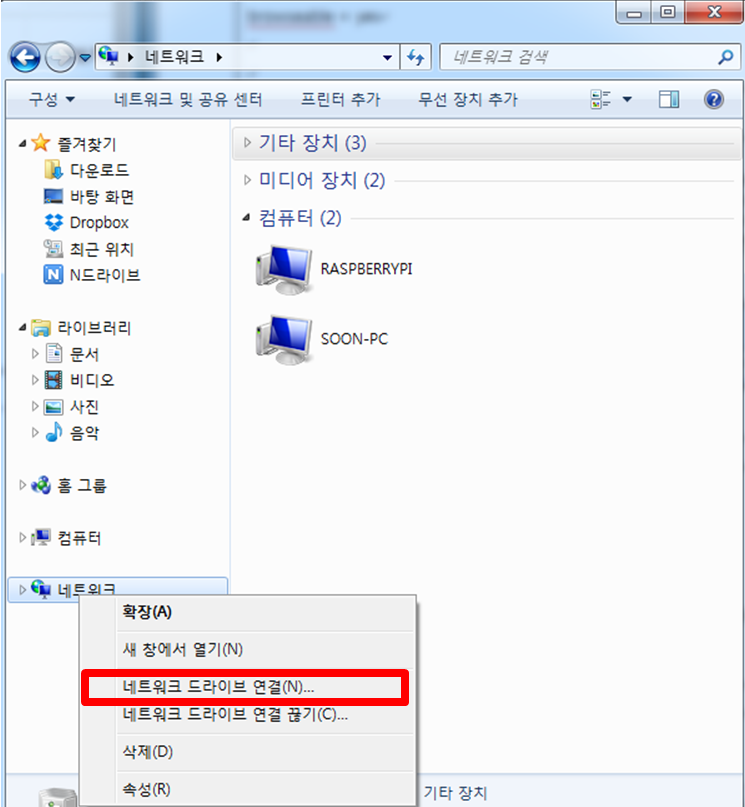 네트워크
네트워크 검색
구성 네트워크 및 공유 센터 프린터 추가 무선 장치 추가
즐겨찾기
다운로드
바탕 화면
Dropbox
최근 위치
N드라이브
라이브러리
문서
비디오
사진
음악
홈 그룹
컴퓨터
네트워크
기타 장치 (3)
미디어 장치 (2)
컴퓨터 (2)
RASPBERRYPI
SOON-PC
확장(A)
새 창에서 열기(N)
네트워크 드라이브 연결(N)...
네트워크 드라이브 연결 끊기(C)...
삭제(D)
속성(R)
기타 장치